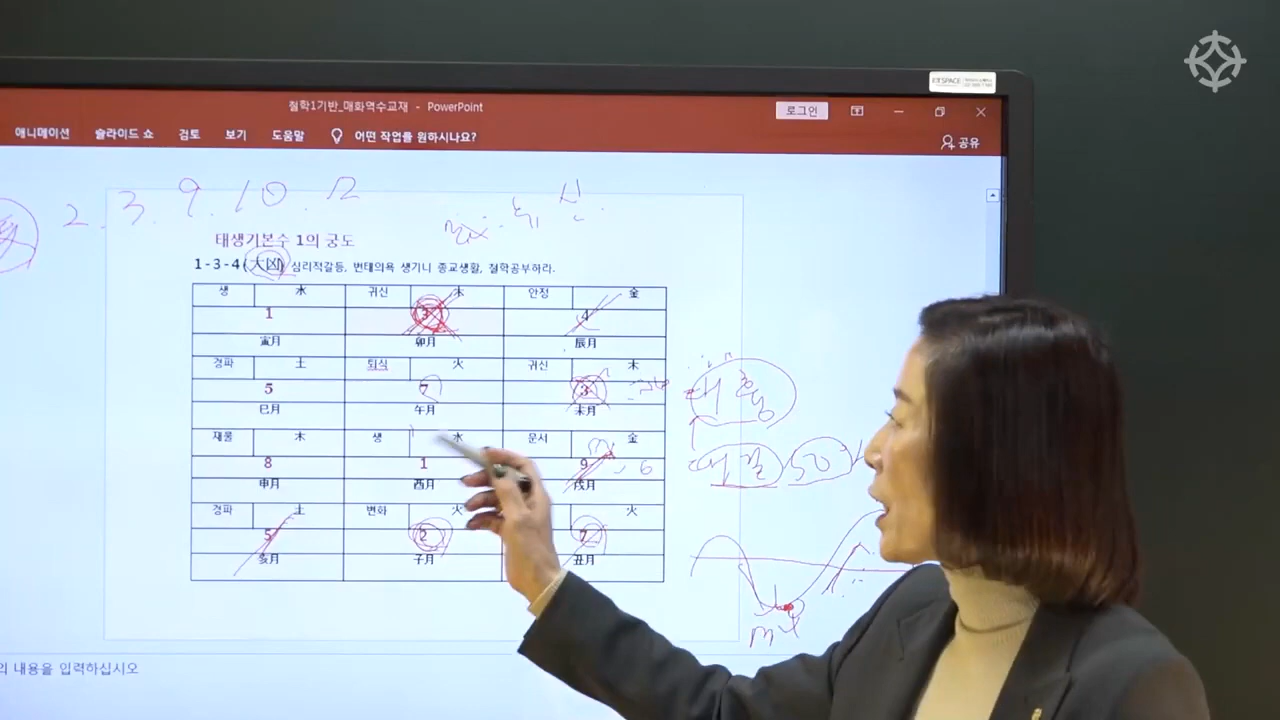 철학1기반_매화역수교재 - PowerPoint
로그인
애니메이션 슬라이드 쇼 검토 보기 도움말 어떤 작업을 원하시나요? 공유
2. 3. 9. 10. 12
신
태생기본수 1의 궁도
1-3-4(大凶) 심리적갈등, 변태의욕 생기니 종교생활, 철학공부하라.
생 水 귀신 木 안정 金
1 3 4
寅月 卯月 辰月
경파 土 퇴식 火 귀신 木
5 7 3
巳月 午月 未月
재물 木 생 水 문서 金
8 1 9
申月 酉月 戌月
경파 土 변화 火 火
5 2 7
亥月 子月 丑月
대흉
50
의 내용을 입력하십시오